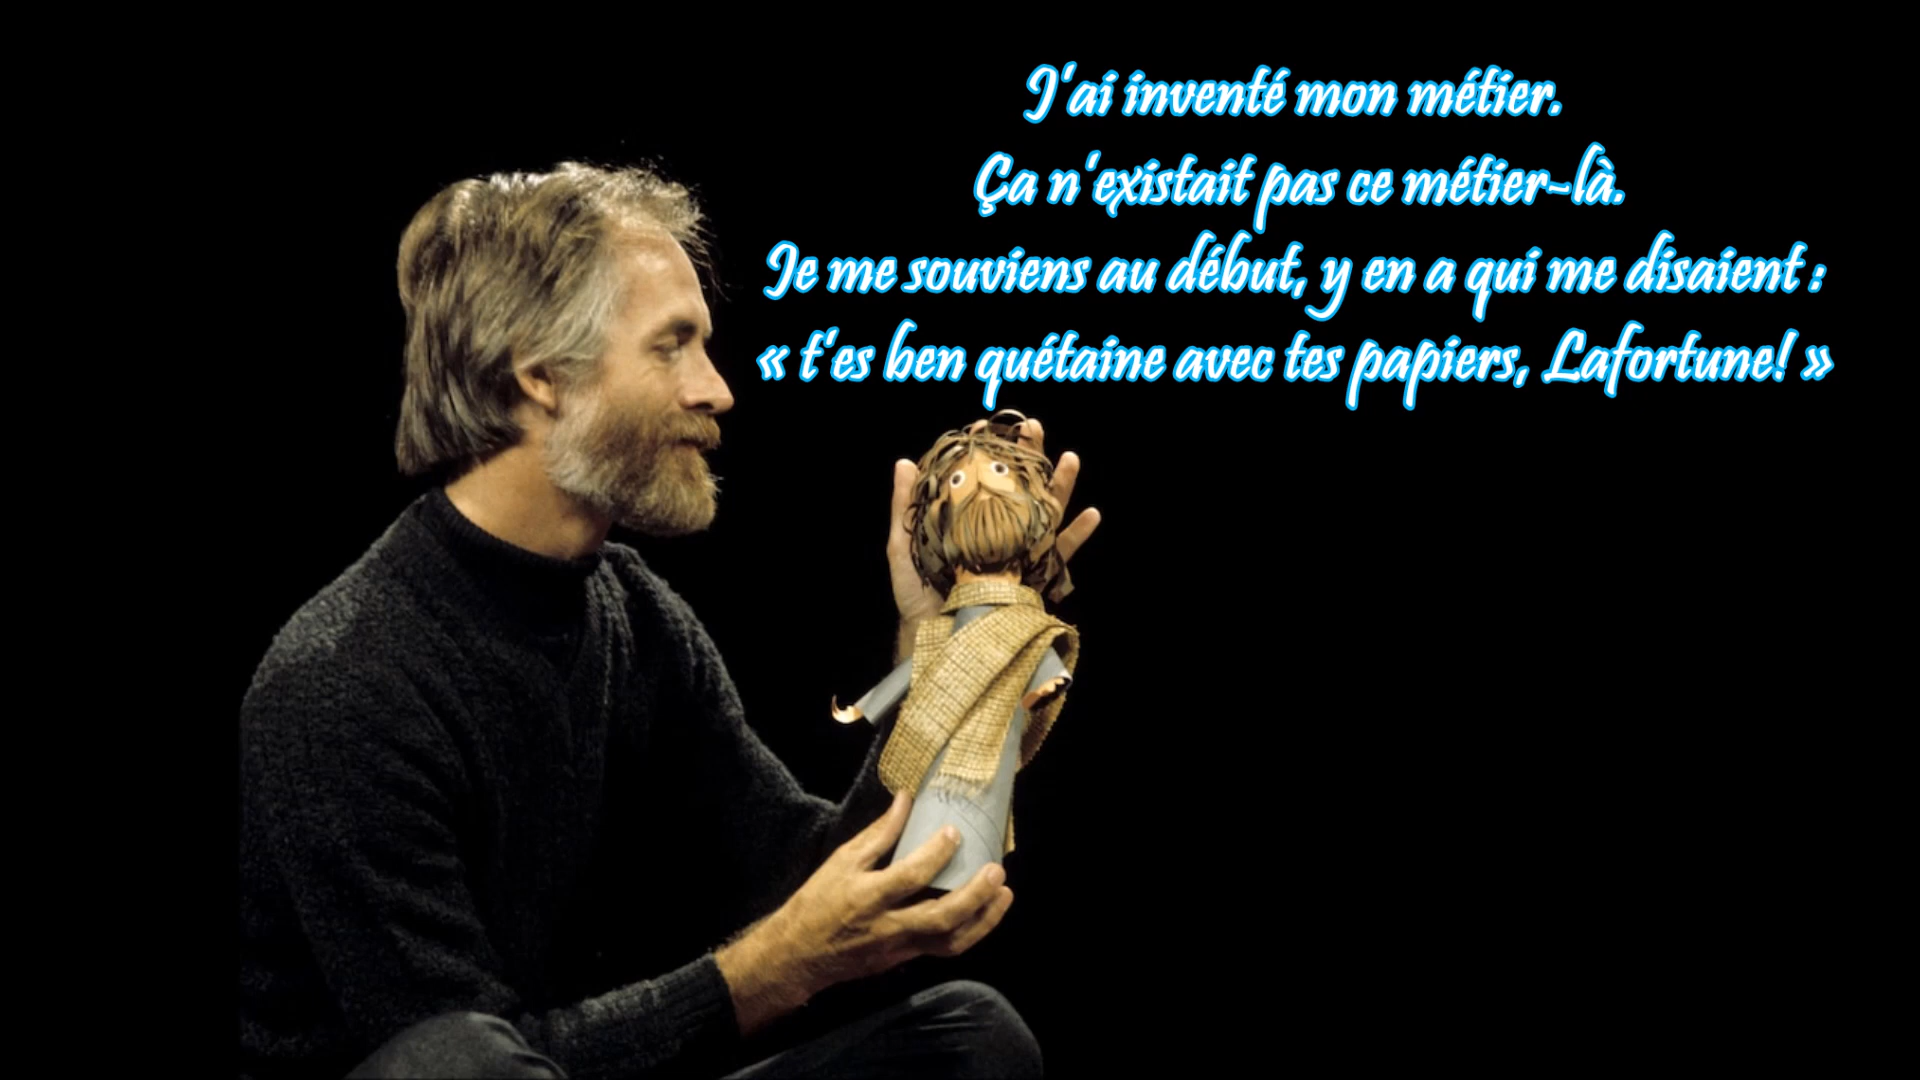 J'ai inventé mon métier.
Ça n'existait pas ce métier-là.
Je me souviens au début, y en a qui me disaient :
« t'es ben quétaine avec tes papiers, Lafortune! »